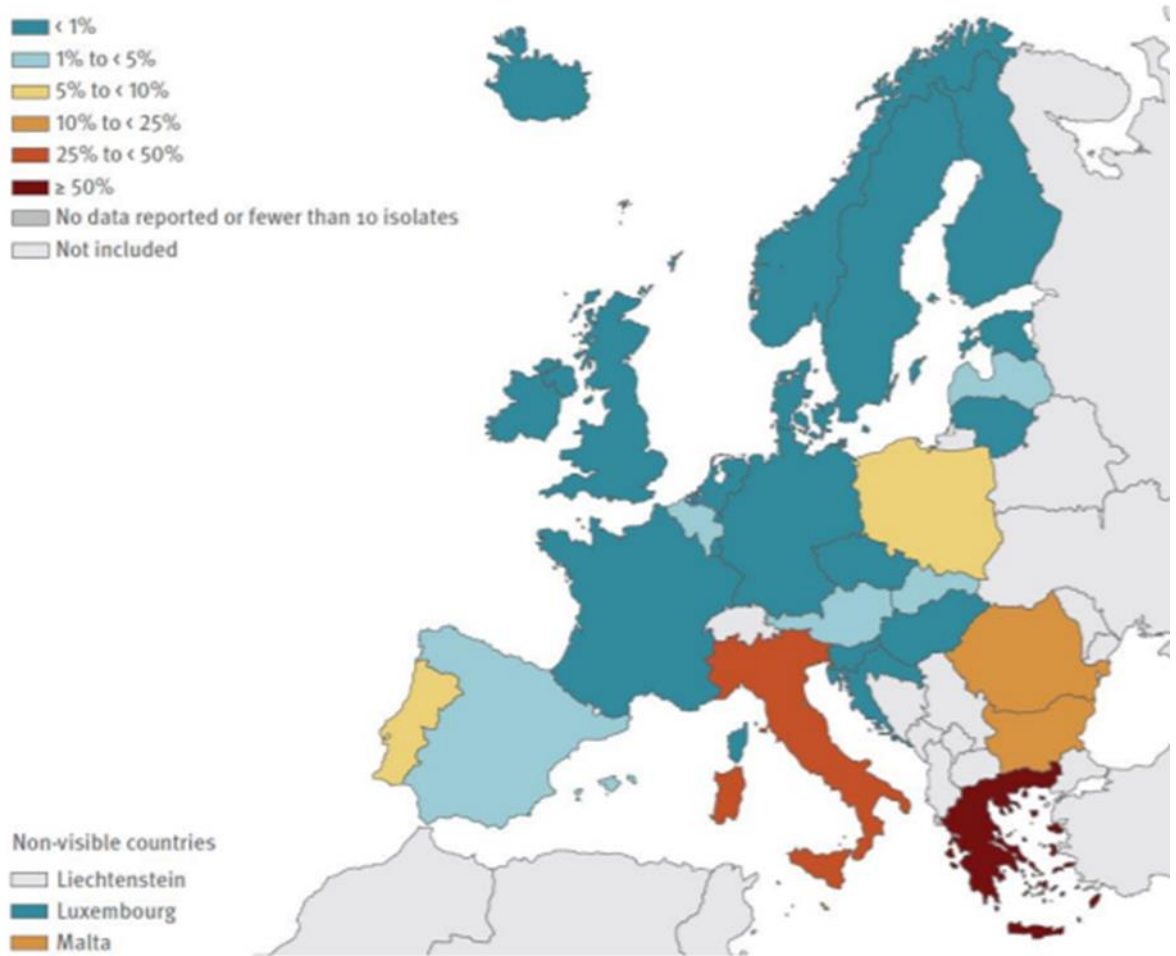 < 1%
1% to < 5%
5% to < 10%
10% to < 25%
25% to < 50%
≥ 50%
No data reported or fewer than 10 isolates
Not included
Non-visible countries
Liechtenstein
Luxembourg
Malta